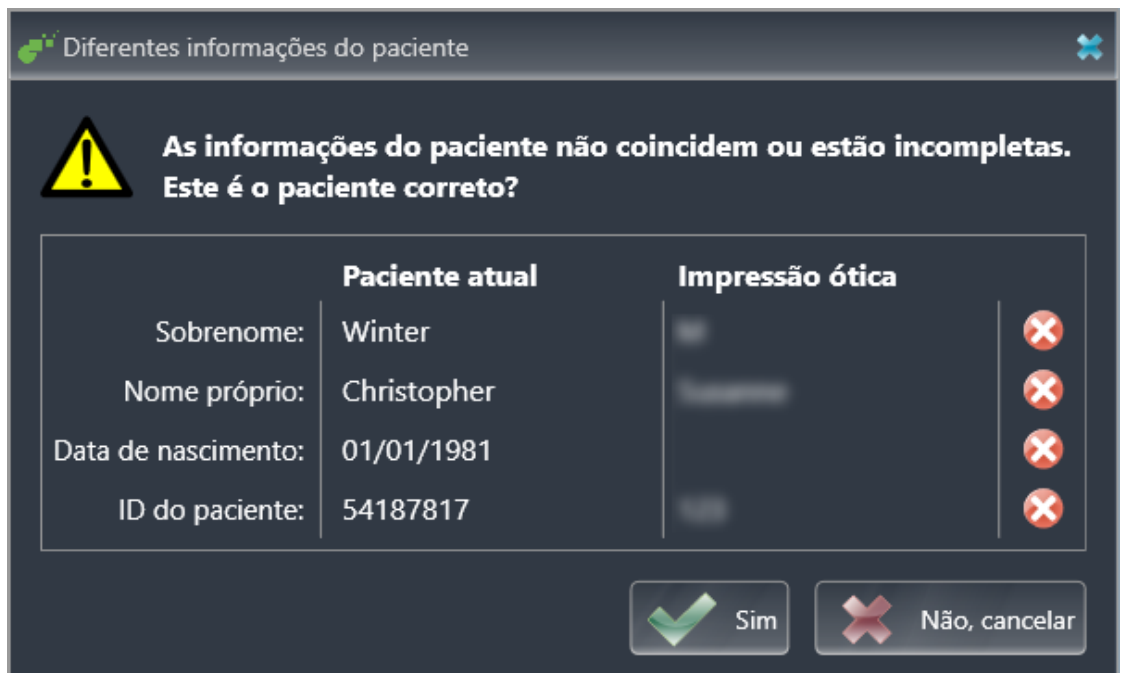 Diferentes informações do paciente
As informações do paciente não coincidem ou estão incompletas.
Este é o paciente correto?
Paciente atual Impressão ótica
Sobrenome: Winter
Nome próprio: Christopher
Data de nascimento: 01/01/1981
ID do paciente: 54187817
Sim Não, cancelar